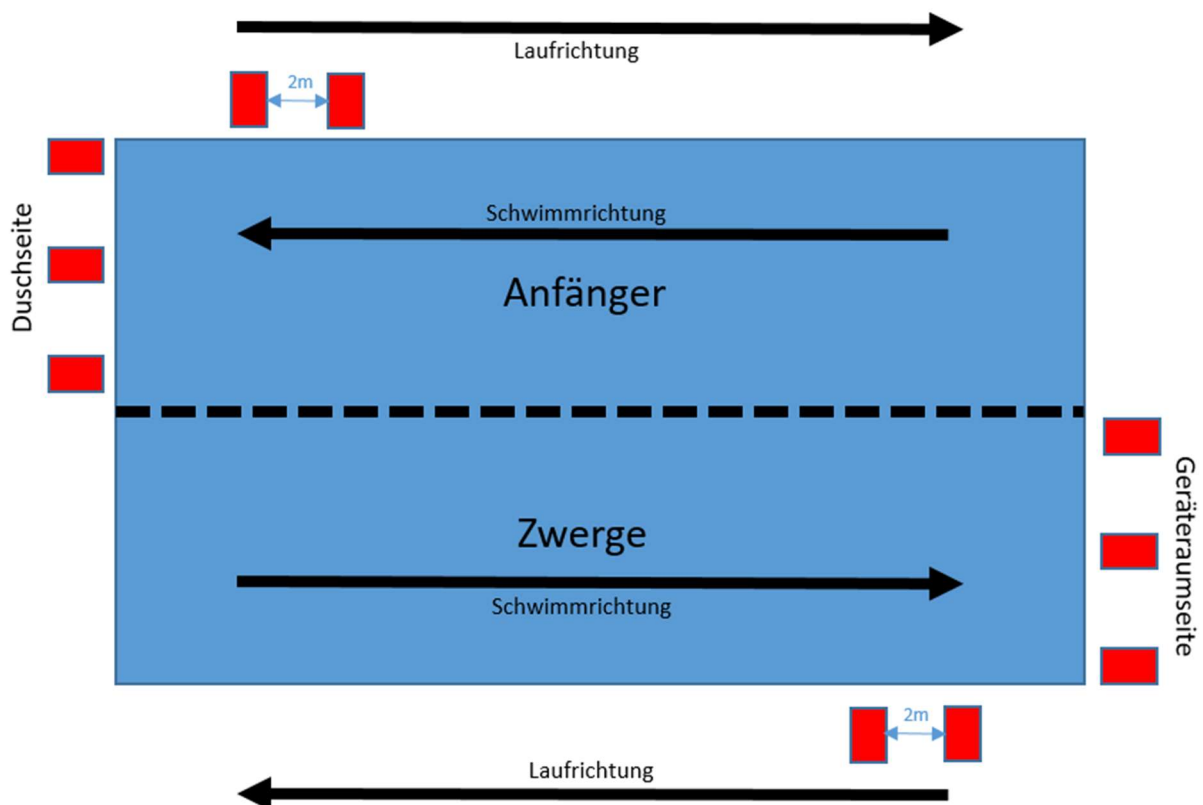 Laufrichtung
2m
Schwimmrichtung
Duschseite
Anfänger
Zwerge
Schwimmrichtung
Geräteraumseite
2m
Laufrichtung